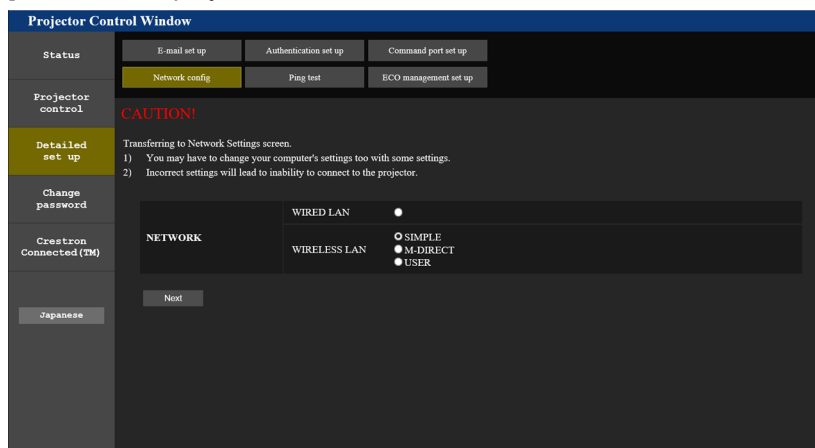 Projector Control Window
Status
E-mail set up
Authentication set up
Command port set up
Network config
Ping test
ECO management set up
Projector
control
CAUTION!
Detailed
set up
Transferring to Network Settings screen.
1) You may have to change your computer's settings too with some settings.
2) Incorrect settings will lead to inability to connect to the projector.
Change
password
NETWORK
WIRED LAN
WIRELESS LAN
SIMPLE
M-DIRECT
USER
Crestron
Connected(TM)
Next
Japanese